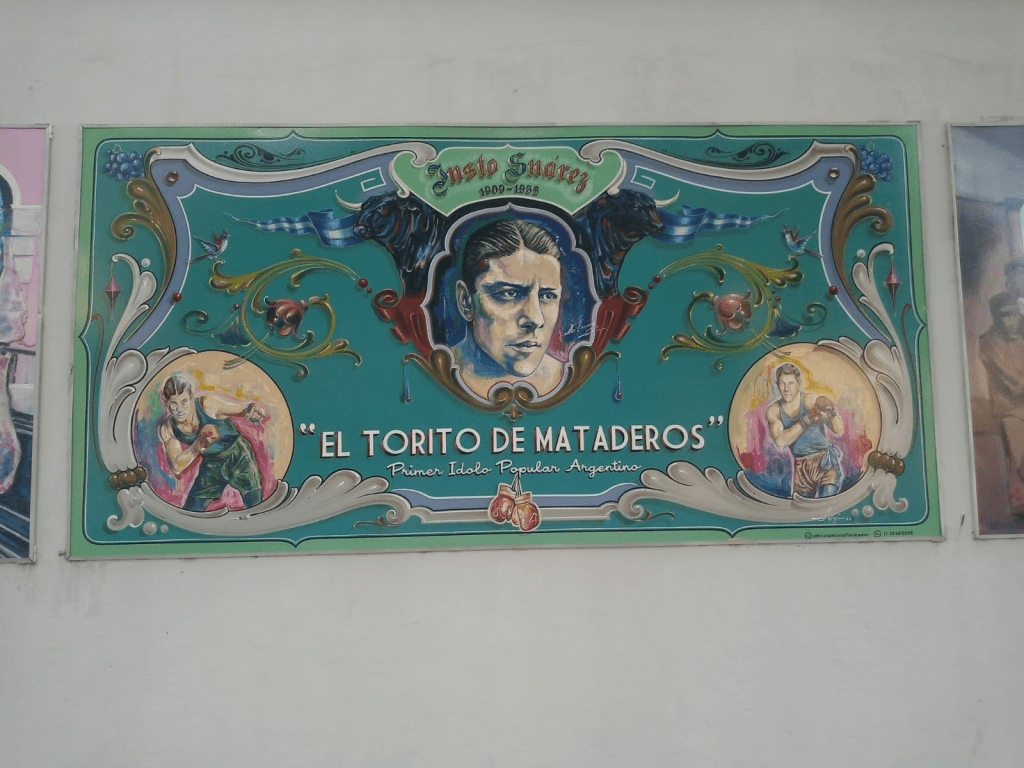 Justo Suárez
1909-1938
"EL TORITO DE MATADEROS"
Primer Idolo Popular Argentino